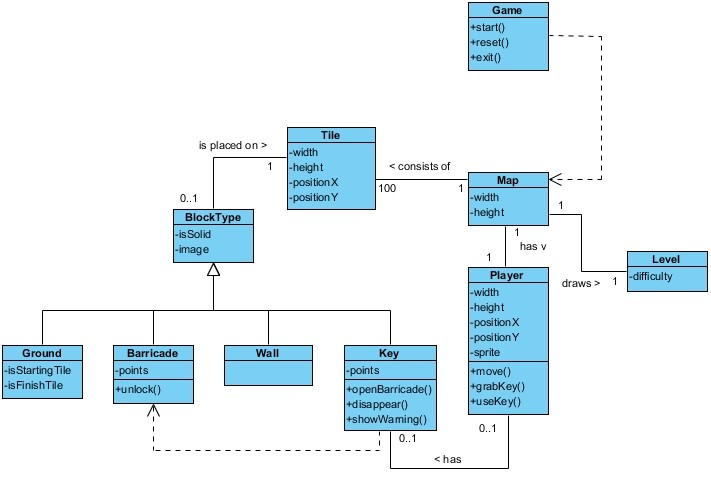 Game
+start()
+reset()
+exit()
Tile
-width
-height
-positionX
-positionY
is placed on >
1
0..1
< consists of
100
1
Map
-width
-height
1
1
has v
1
BlockType
-isSolid
-image
Level
-difficulty
draws >
1
Player
-width
-height
-positionX
-positionY
-sprite
+move()
+grabKey()
+useKey()
Ground
-isStartingTile
-isFinishTile
Barricade
-points
+unlock()
Wall
Key
-points
+openBarricade()
+disappear()
+showWarning()
0..1
0..1
< has